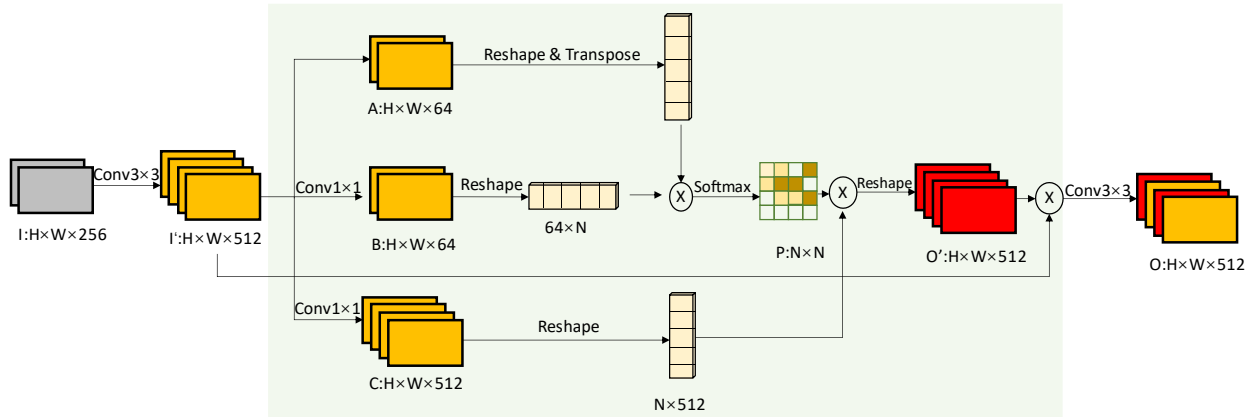 Reshape & Transpose
A:H×W×64
I:H×W×256
Conv3×3
I‘:H×W×512
Conv1×1
B:H×W×64
Reshape
64×N
X
Softmax
P:N×N
X
Reshape
O’:H×W×512
X
Conv3×3
O:H×W×512
Conv1×1
C:H×W×512
Reshape
N×512